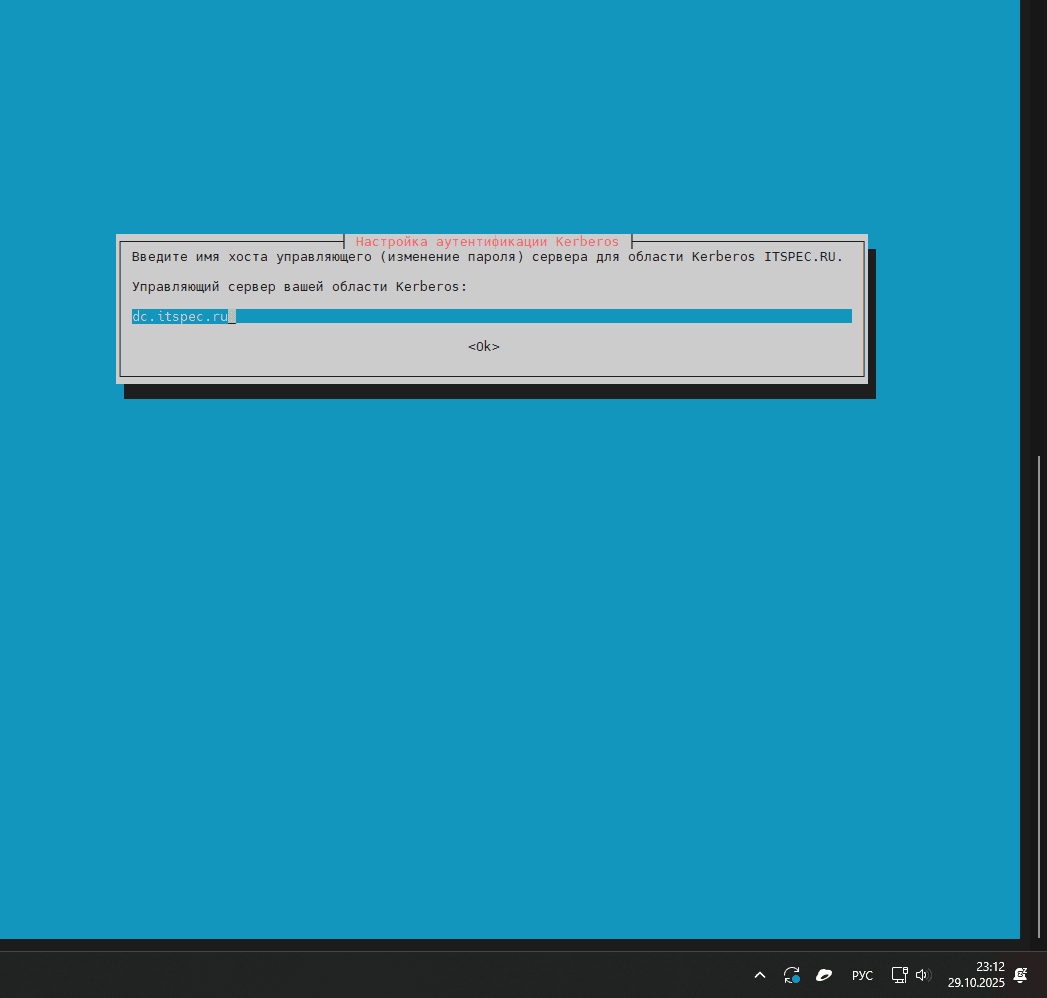 Настройка аутентификации Kerberos
Введите имя хоста управляющего (изменение пароля) сервера для области Kerberos ITSPEC.RU.
Управляющий сервер вашей области Kerberos:
dc.itspec.ru_
<Ok>
РУС
23:12
29.10.2025